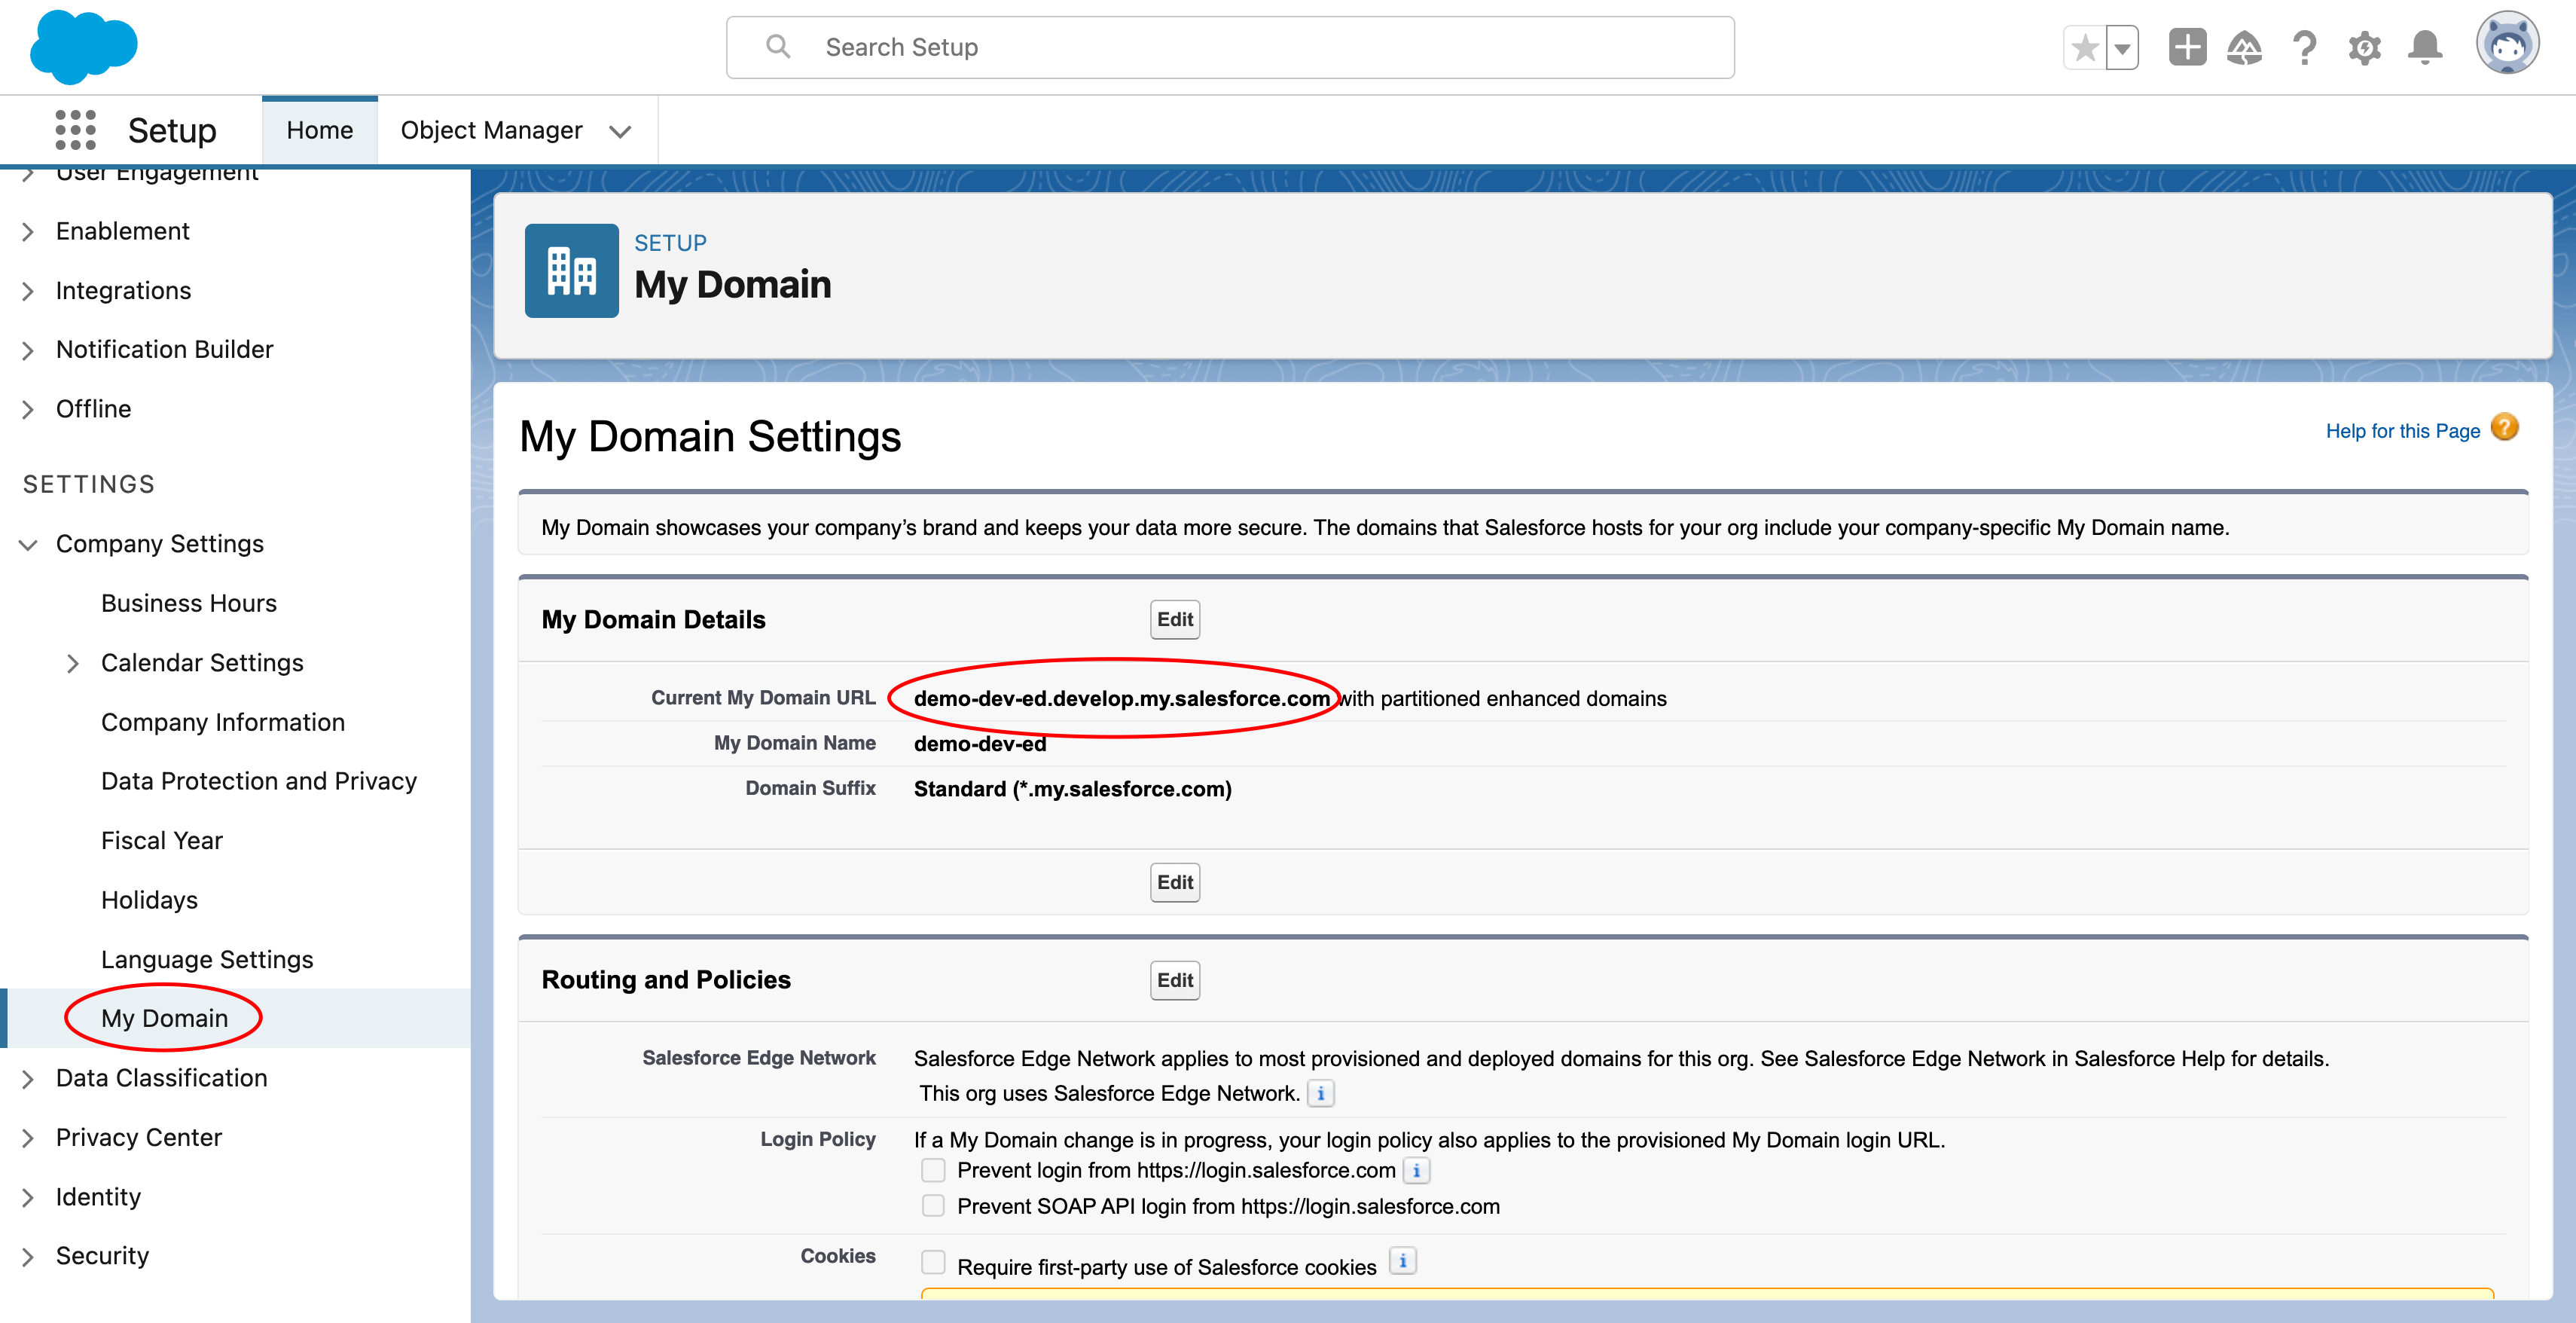 Search Setup
Setup
Home
Object Manager
User Engagement
Enablement
Integrations
Notification Builder
Offline
SETTINGS
Company Settings
Business Hours
Calendar Settings
Company Information
Data Protection and Privacy
Fiscal Year
Holidays
Language Settings
My Domain
Data Classification
Privacy Center
Identity
Security
SETUP
My Domain
My Domain Settings
Help for this Page ?
My Domain showcases your company’s brand and keeps your data more secure. The domains that Salesforce hosts for your org include your company-specific My Domain name.
My Domain Details Edit
Current My Domain URL demo-dev-ed.develop.my.salesforce.com with partitioned enhanced domains
My Domain Name demo-dev-ed
Domain Suffix Standard (*.my.salesforce.com)
Edit
Routing and Policies Edit
Salesforce Edge Network Salesforce Edge Network applies to most provisioned and deployed domains for this org. See Salesforce Edge Network in Salesforce Help for details.
This org uses Salesforce Edge Network. i
Login Policy If a My Domain change is in progress, your login policy also applies to the provisioned My Domain login URL.
Prevent login from https://login.salesforce.com i
Prevent SOAP API login from https://login.salesforce.com
Cookies Require first-party use of Salesforce cookies i